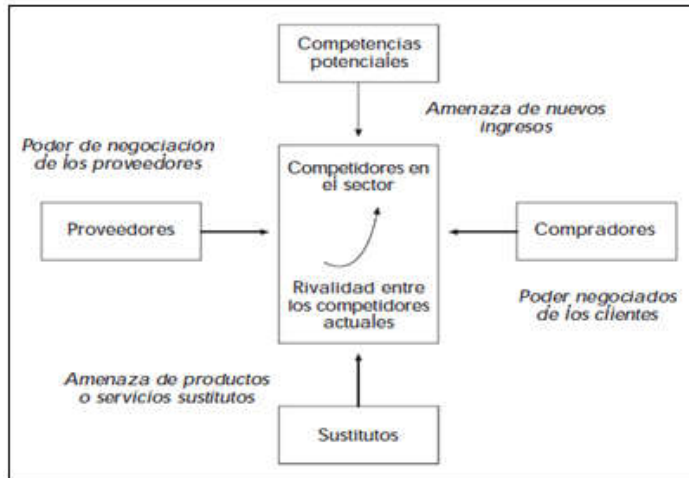 Competencias
potenciales
Amenaza de nuevos
ingresos
Poder de negociación
de los proveedores
Competidores en
el sector
Proveedores
Compradores
Rivalidad entre
los competidores
actuales
Poder negociados
de los clientes
Amenaza de productos
o servicios sustitutos
Sustitutos